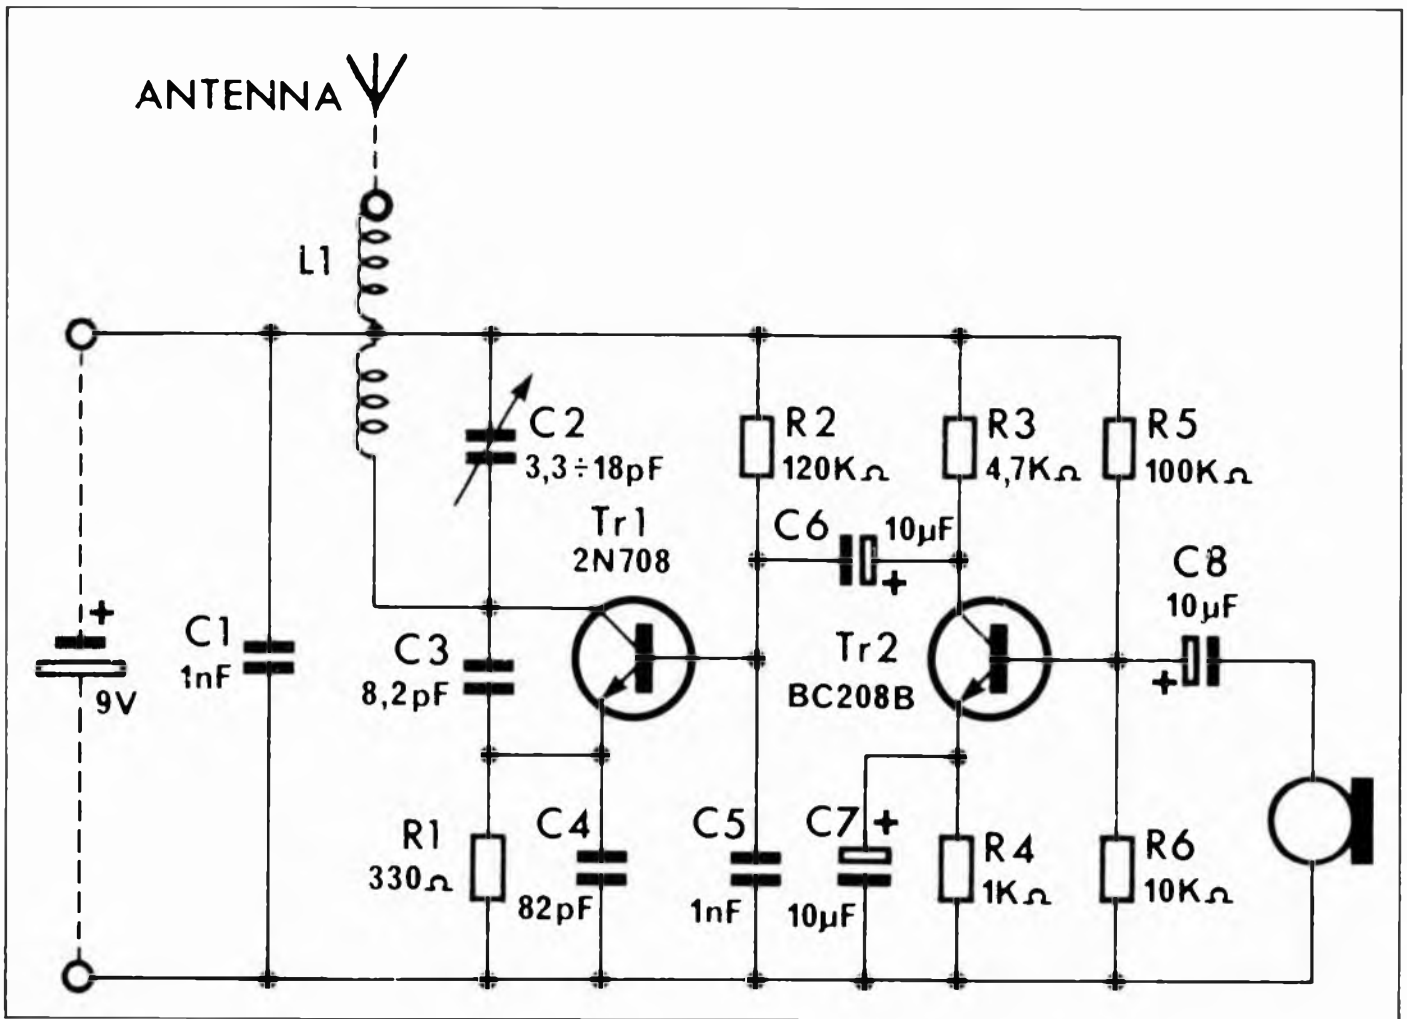 ANTENNA
L1
C2
3,3÷18pF
R2
120KΩ
R3
4,7KΩ
R5
100KΩ
Tr1
2N708
C6
10µF
+
C8
10µF
+
+
9V
C1
1nF
C3
8,2pF
Tr2
BC208B
R1
330Ω
C4
82pF
C5
1nF
C7
+
10µF
R4
1KΩ
R6
10KΩ